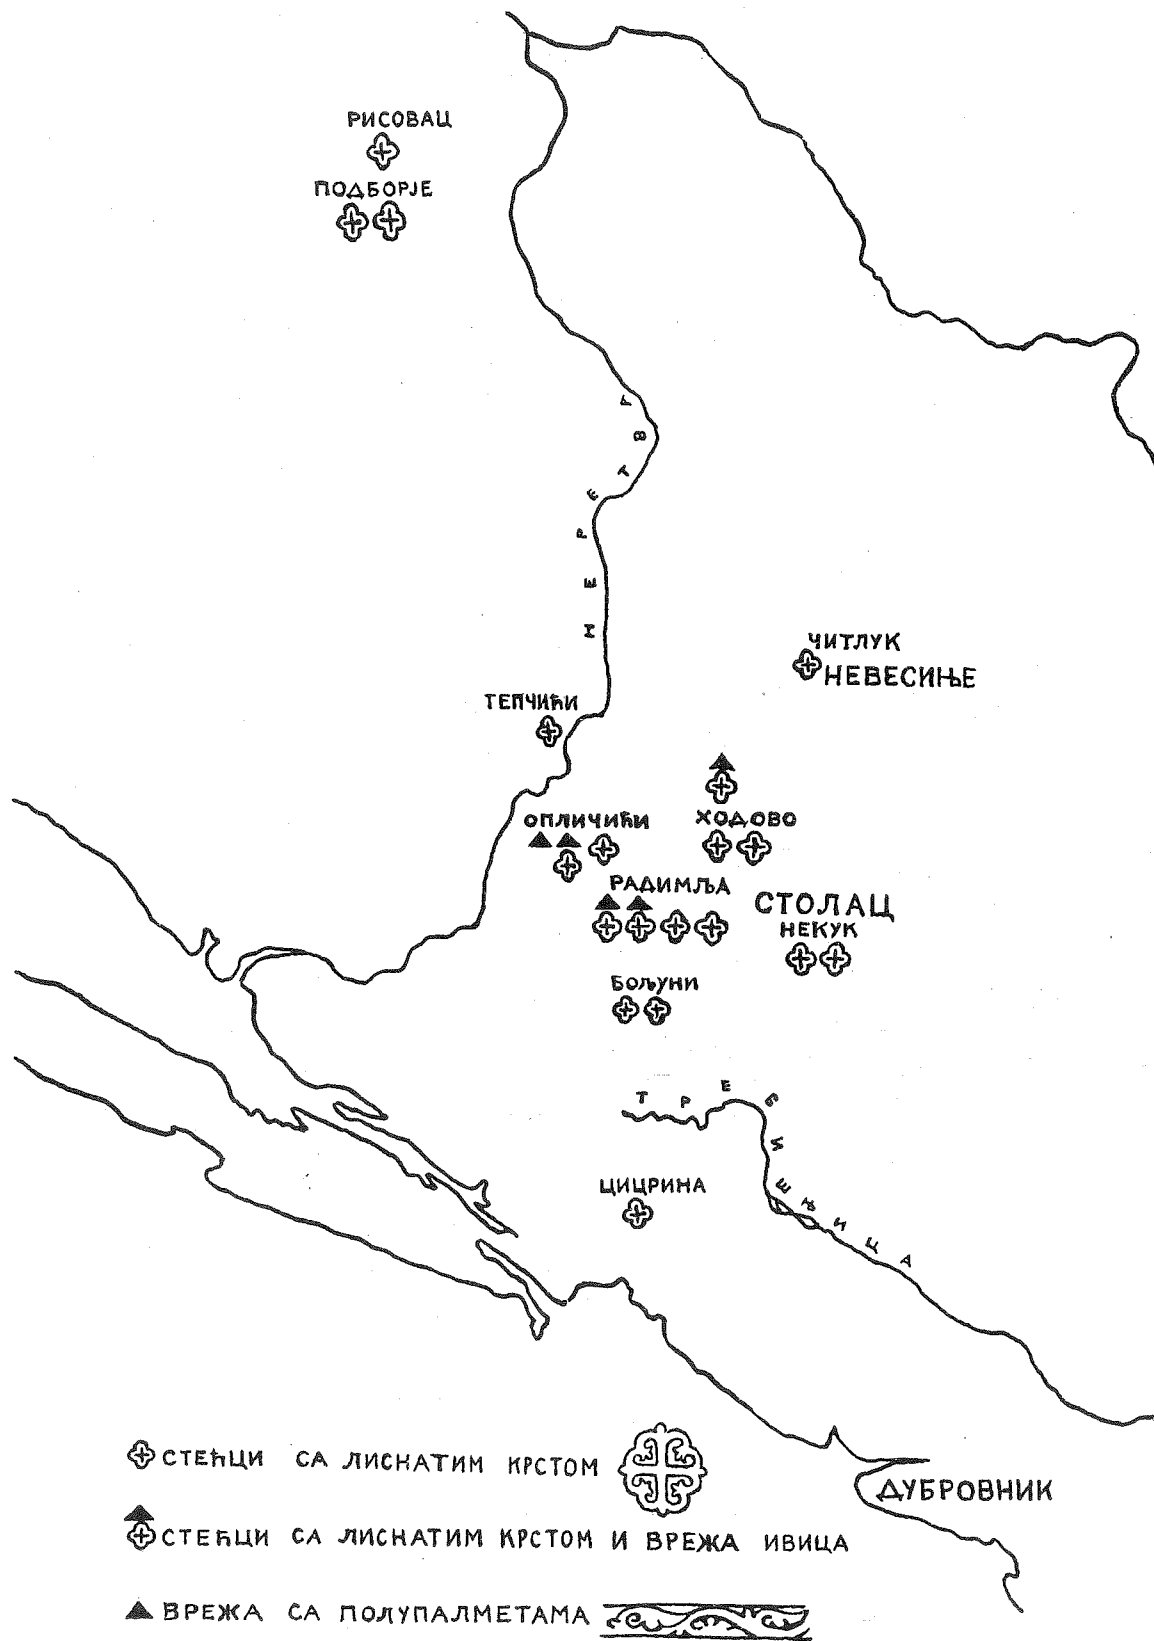 РИСОВАЦ
ПОДБОРЈЕ
НЕРЕТВА
ЧИТЛУК
НЕВЕСИЊЕ
ТЕПЧИЋИ
ОПЛИЧИЋИ
ХОДОВО
РАДИМЉА
СТОЛАЦ
НЕКУК
БОЉУНИ
ТРЕБИШЊИЦА
ЦИЦРИНА
СТЕЋЦИ СА ЛИСНАТИМ КРСТОМ
ДУБРОВНИК
СТЕЋЦИ СА ЛИСНАТИМ КРСТОМ И ВРЕЖА ИВИЦА
ВРЕЖА СА ПОЛУПАЛМЕТАМА